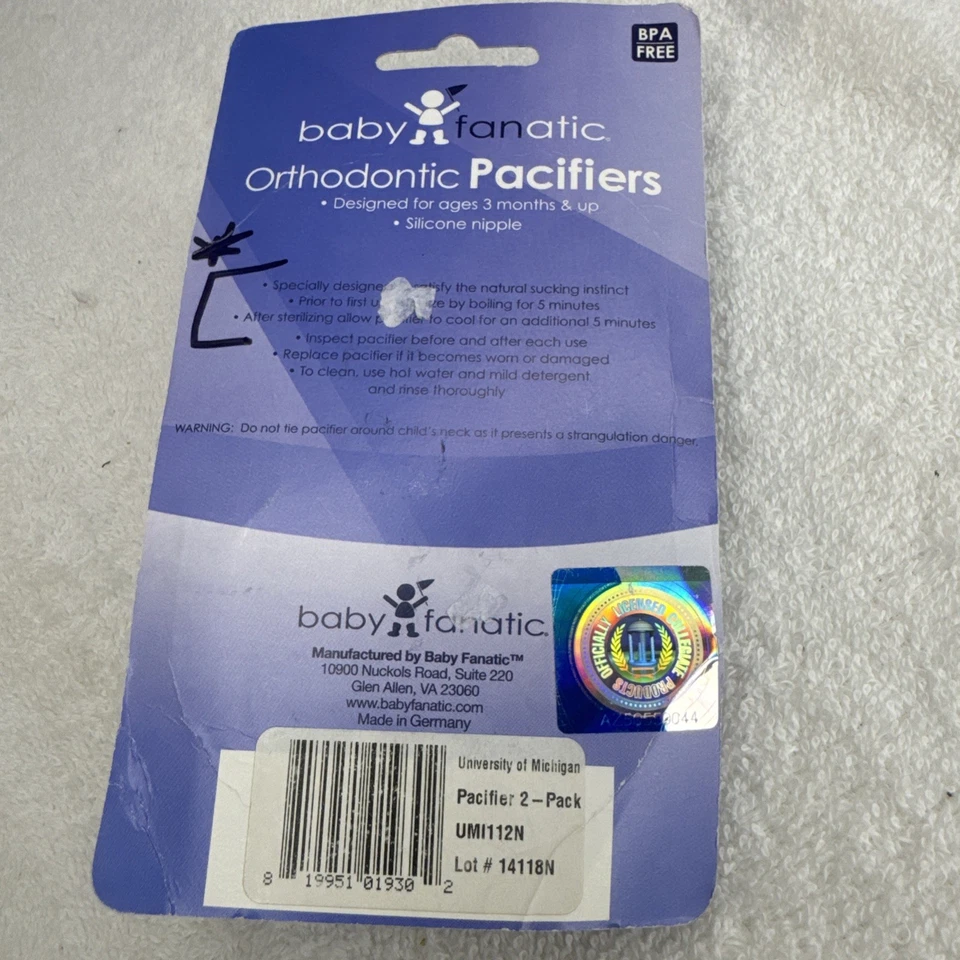 BPA
FREE
baby fanatic
Orthodontic Pacifiers
• Designed for ages 3 months & up
• Silicone nipple
*
• Specially designe satisfy the natural sucking instinct
• Prior to first u ze by boiling for 5 minutes
• After sterilizing allow p ifier to cool for an additional 5 minutes
• Inspect pacifier before and after each use
• Replace pacifier if it becomes worn or damaged
• To clean, use hot water and mild detergent
and rinse thoroughly
WARNING: Do not tie pacifier around child's neck as it presents a strangulation danger.
baby fanatic
OFFICIALLY LICENSED COLLEGIATE PRODUCTS
Manufactured by Baby Fanatic™
10900 Nuckols Road, Suite 220
Glen Allen, VA 23060
www.babyfanatic.com
Made in Germany
University of Michigan
Pacifier 2-Pack
UMI112N
Lot # 14118N
8 19951 01930 2